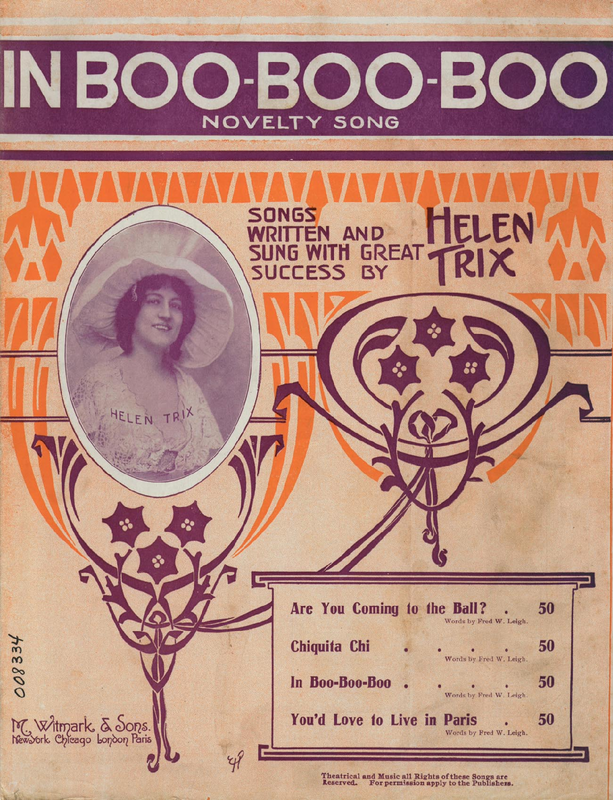 IN BOO-BOO-BOO
NOVELTY SONG
SONGS
WRITTEN AND
SUNG WITH GREAT
SUCCESS BY
HELEN
TRIX
HELEN TRIX
Are You Coming to the Ball? . 50
Words by Fred W. Leigh.
Chiquita Chi . . . . 50
Words by Fred W. Leigh.
In Boo-Boo-Boo . . . . 50
Words by Fred W. Leigh.
You'd Love to Live in Paris . 50
Words by Fred W. Leigh.
008334
M. Witmark & Sons.
New York Chicago London Paris
Theatrical and Music all Rights of these Songs are
Reserved. For permission apply to the Publishers.